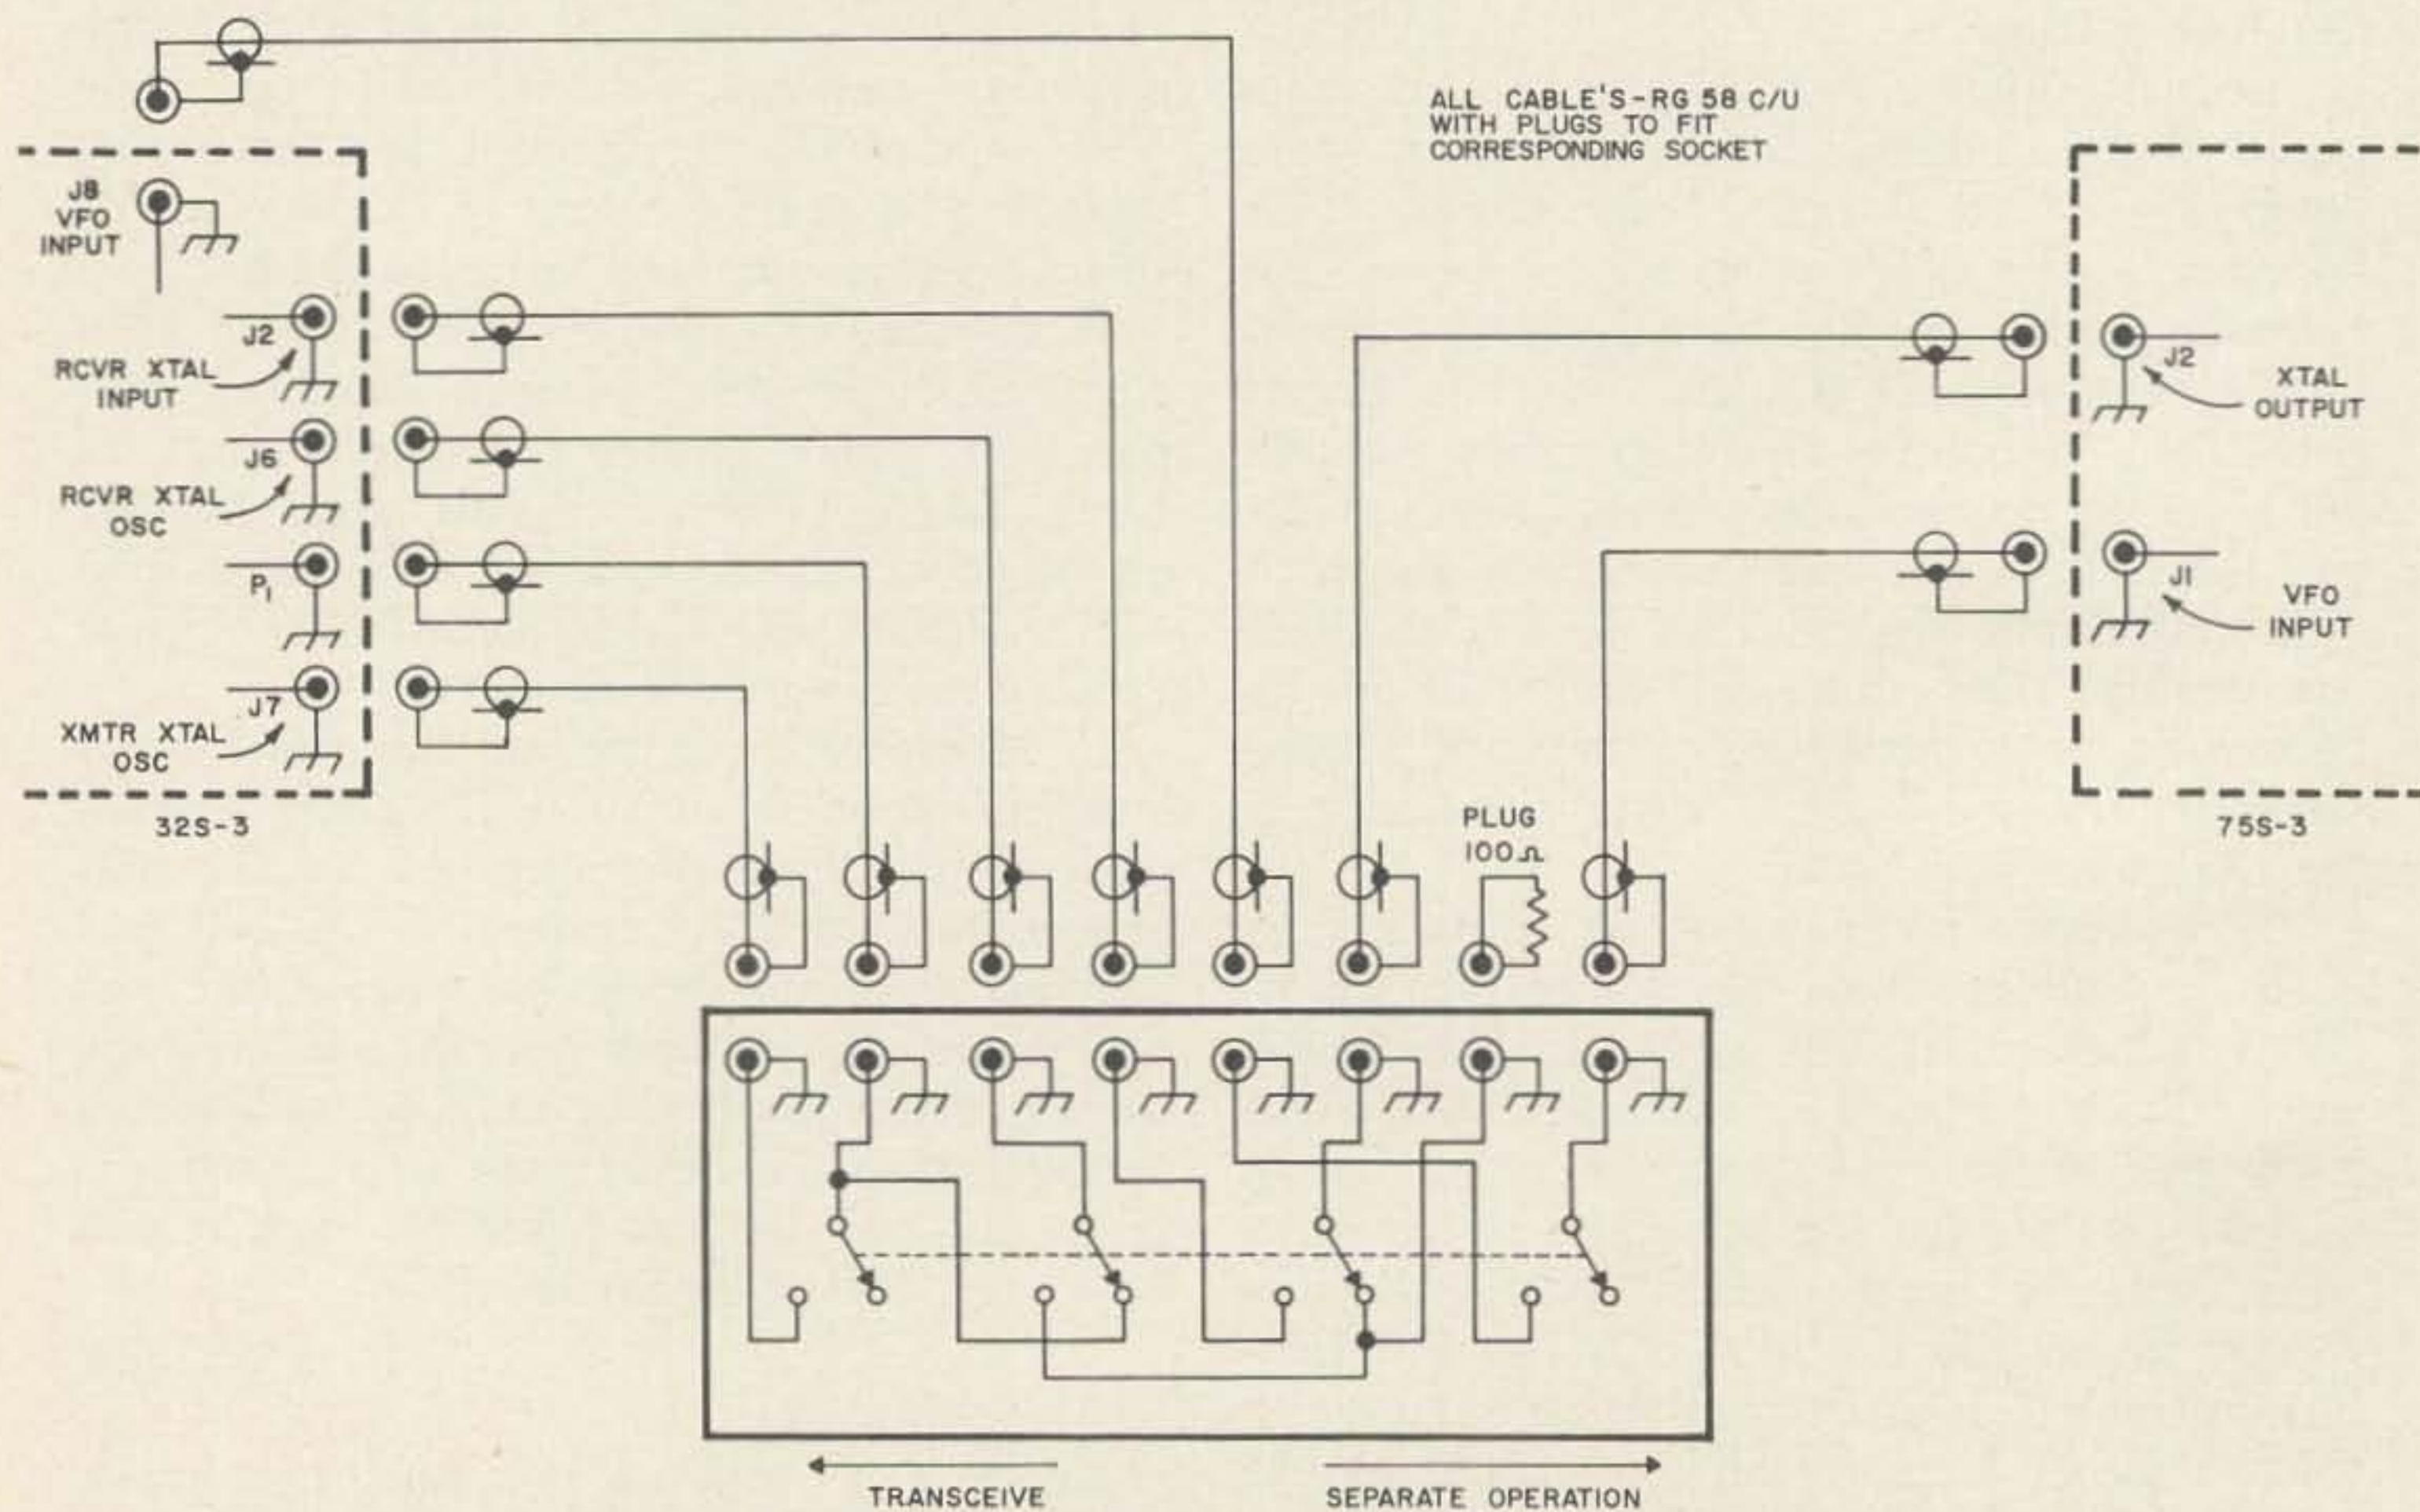 ALL CABLE'S-RG 58 C/U
WITH PLUGS TO FIT
CORRESPONDING SOCKET
J8
VFO
INPUT
J2
RCVR XTAL
INPUT
J6
RCVR XTAL
OSC
P1
J7
XMTR XTAL
OSC
32S-3
J2
XTAL
OUTPUT
J1
VFO
INPUT
75S-3
PLUG
100Ω
TRANSCEIVE
SEPARATE OPERATION